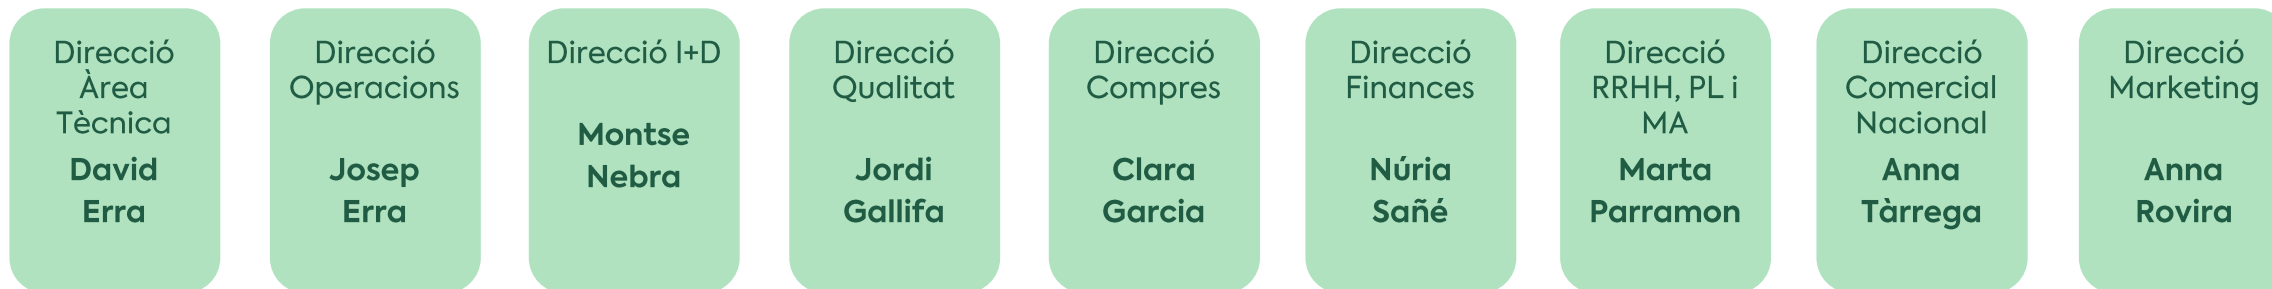 Direcció
Àrea
Tècnica
David
Erra
Direcció
Operacions
Josep
Erra
Direcció I+D
Montse
Nebra
Direcció
Qualitat
Jordi
Gallifa
Direcció
Compres
Clara
Garcia
Direcció
Finances
Núria
Sañé
Direcció
RRHH, PL i
MA
Marta
Parramon
Direcció
Comercial
Nacional
Anna
Tàrrega
Direcció
Marketing
Anna
Rovira